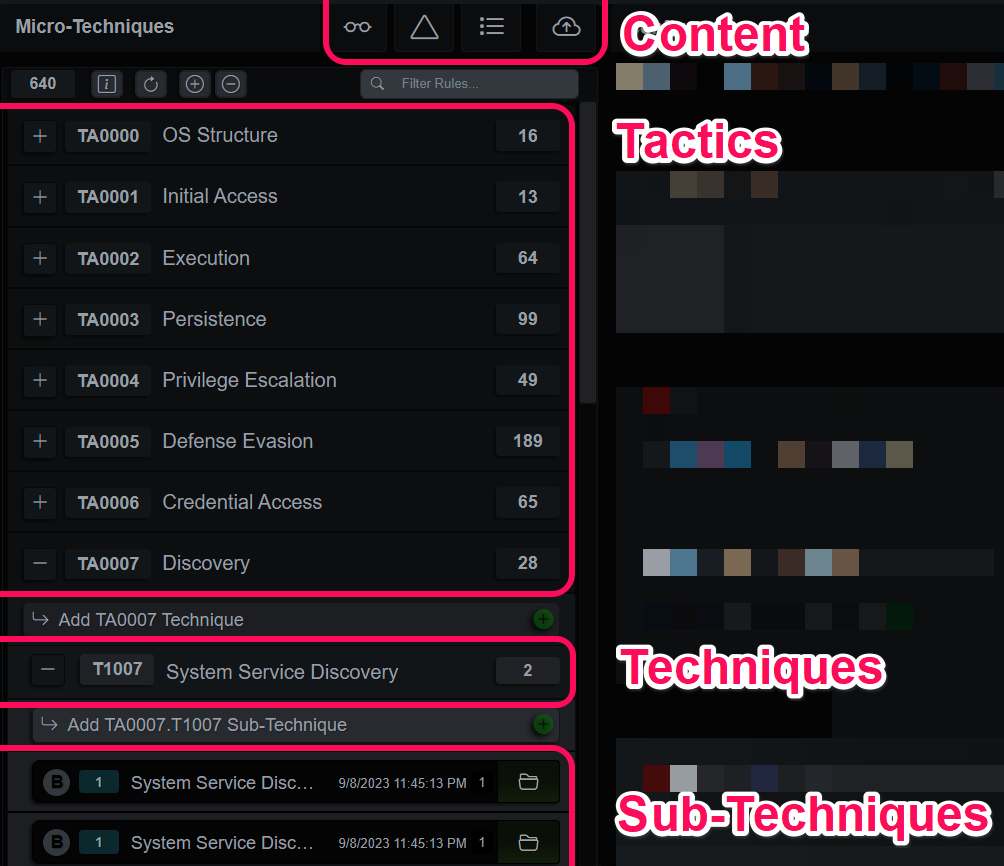 Micro-Techniques
Content
640
Filter Rules...
TA0000 OS Structure 16
Tactics
TA0001 Initial Access 13
TA0002 Execution 64
TA0003 Persistence 99
TA0004 Privilege Escalation 49
TA0005 Defense Evasion 189
TA0006 Credential Access 65
TA0007 Discovery 28
Add TA0007 Technique
T1007 System Service Discovery 2
Techniques
Add TA0007.T1007 Sub-Technique
B 1 System Service Disc... 9/8/2023 11:45:13 PM 1
Sub-Techniques
B 1 System Service Disc... 9/8/2023 11:45:13 PM 1